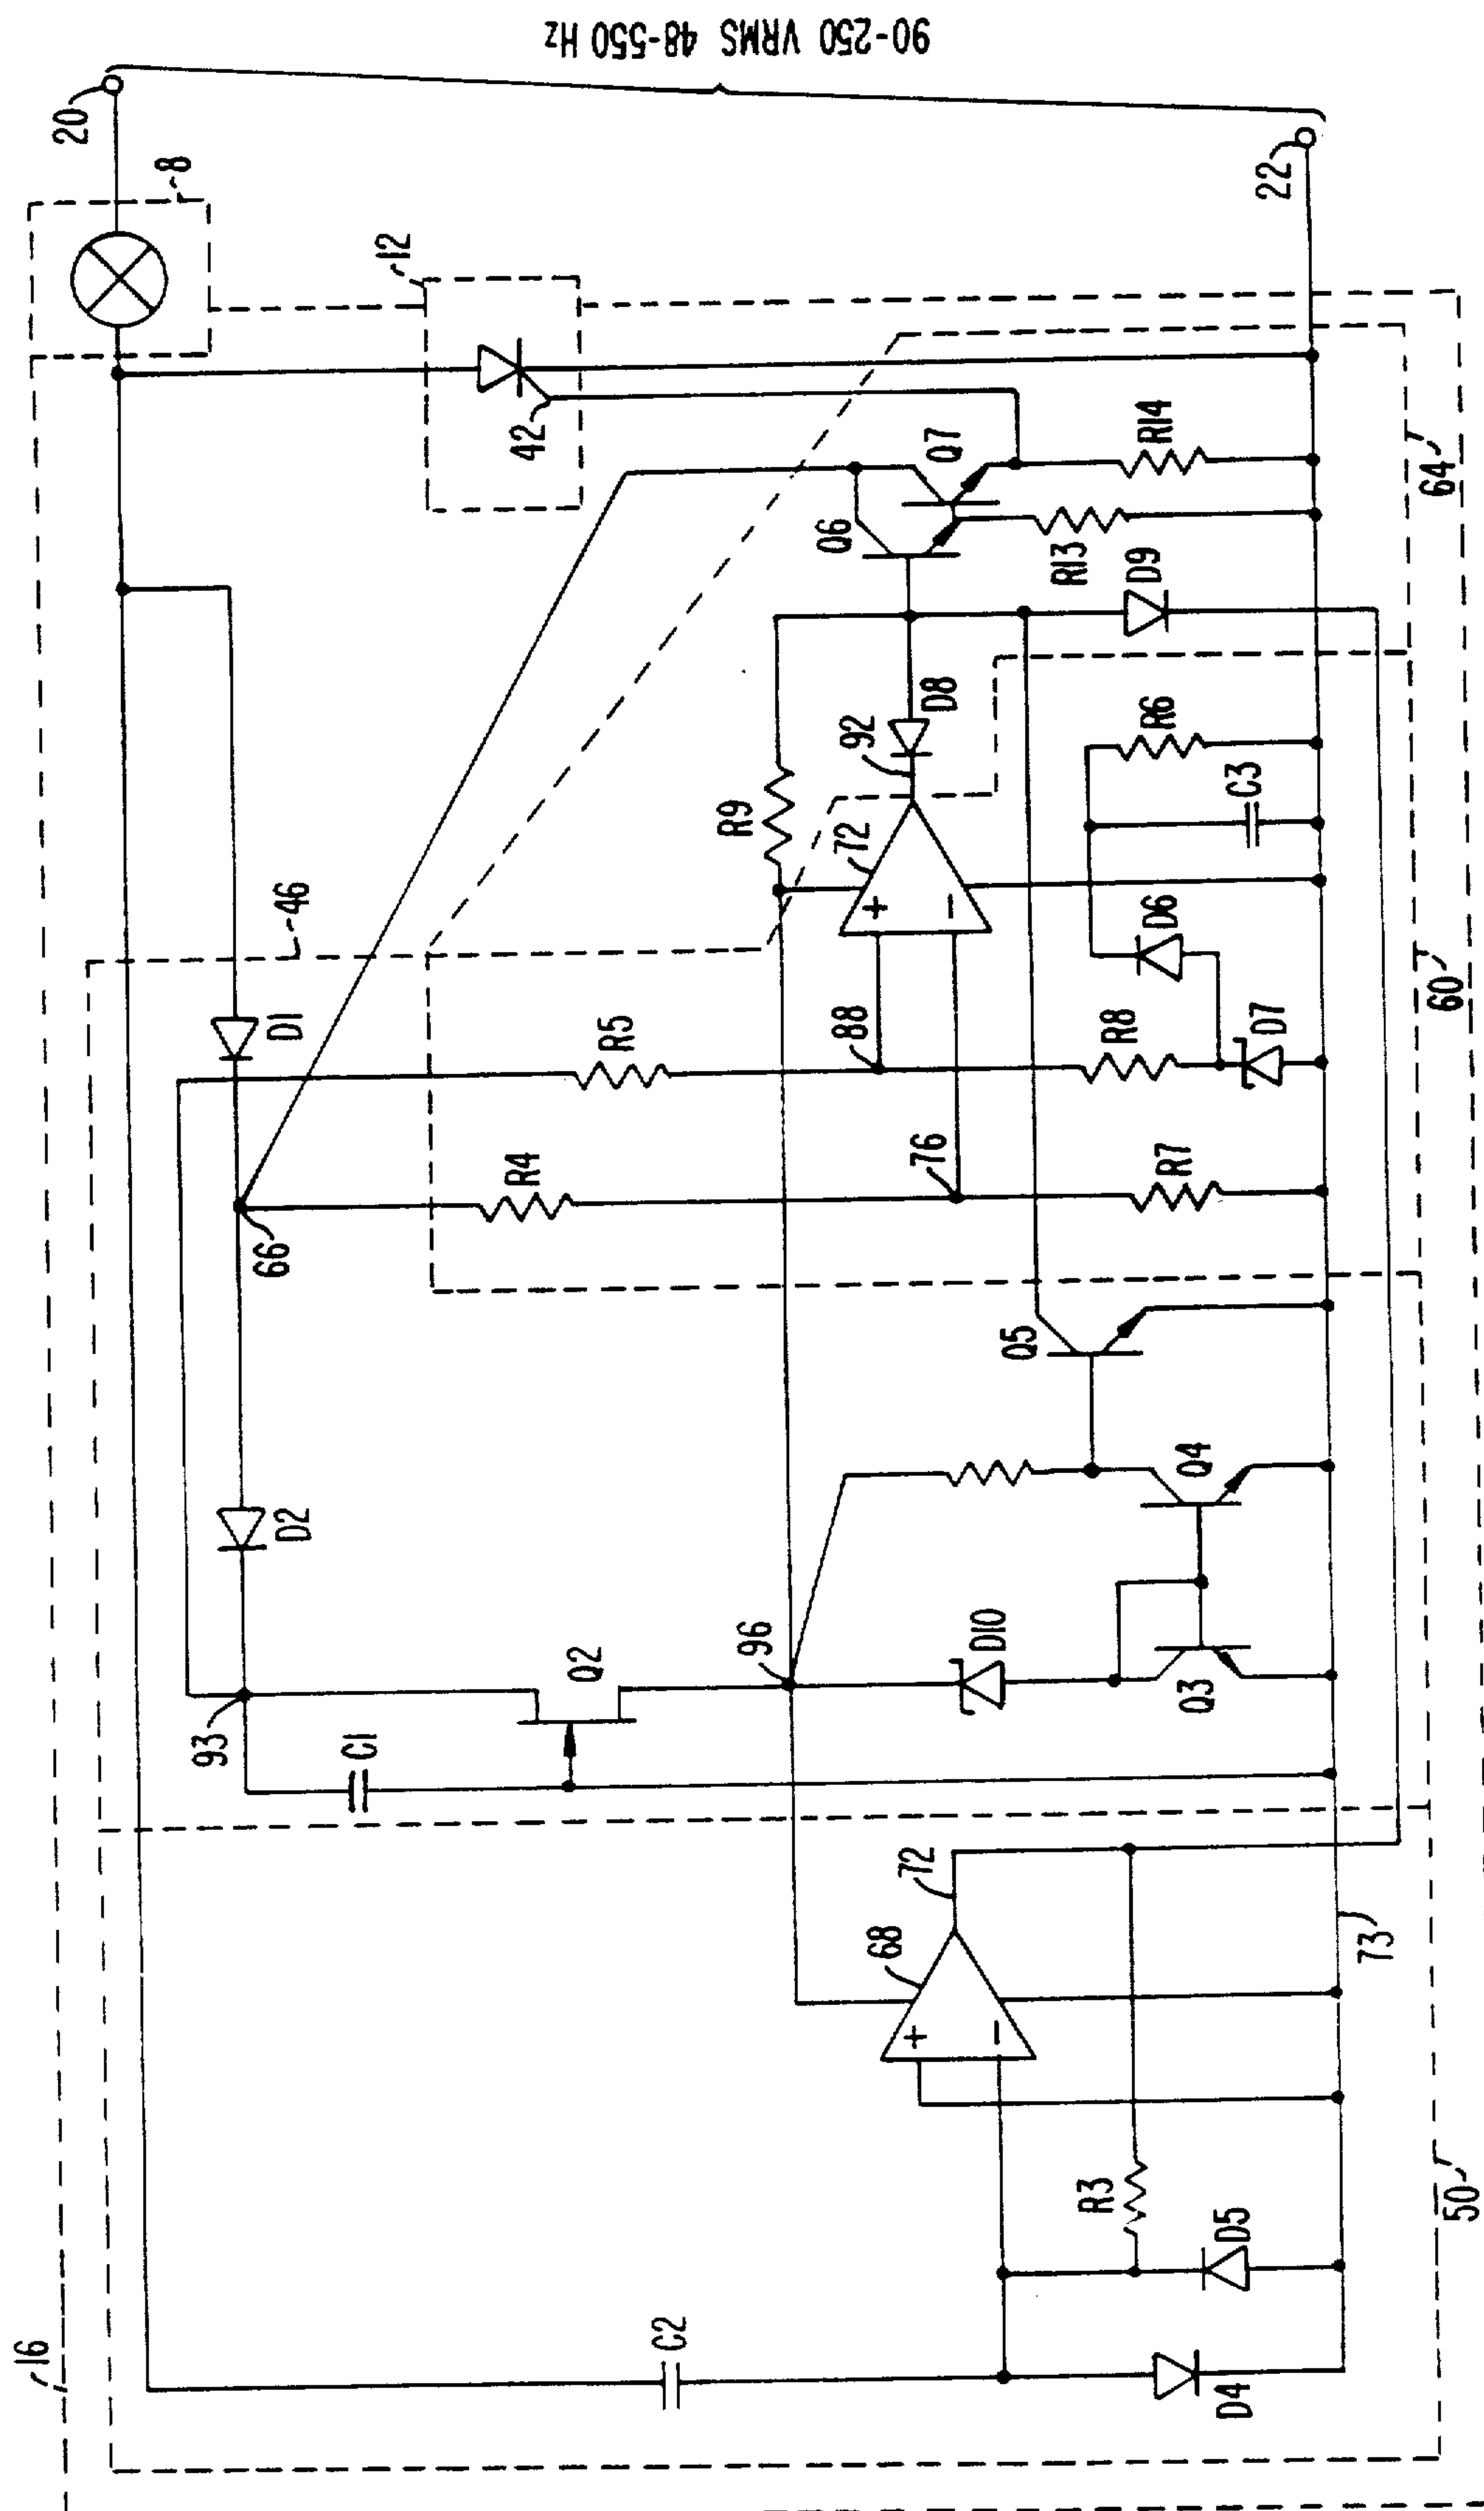 90-250 VRMS 48-550 Hz
20
8
22
12
42
Q7
R14
64
Q6
R13
D9
D8
92
R6
R9
72
C3
46
D6
60
D1
R5
88
R8
D7
66
R4
76
R7
Q5
D2
Q4
96
D10
Q2
Q3
93
C1
72
68
73
R3
D5
50
16
C2
D4